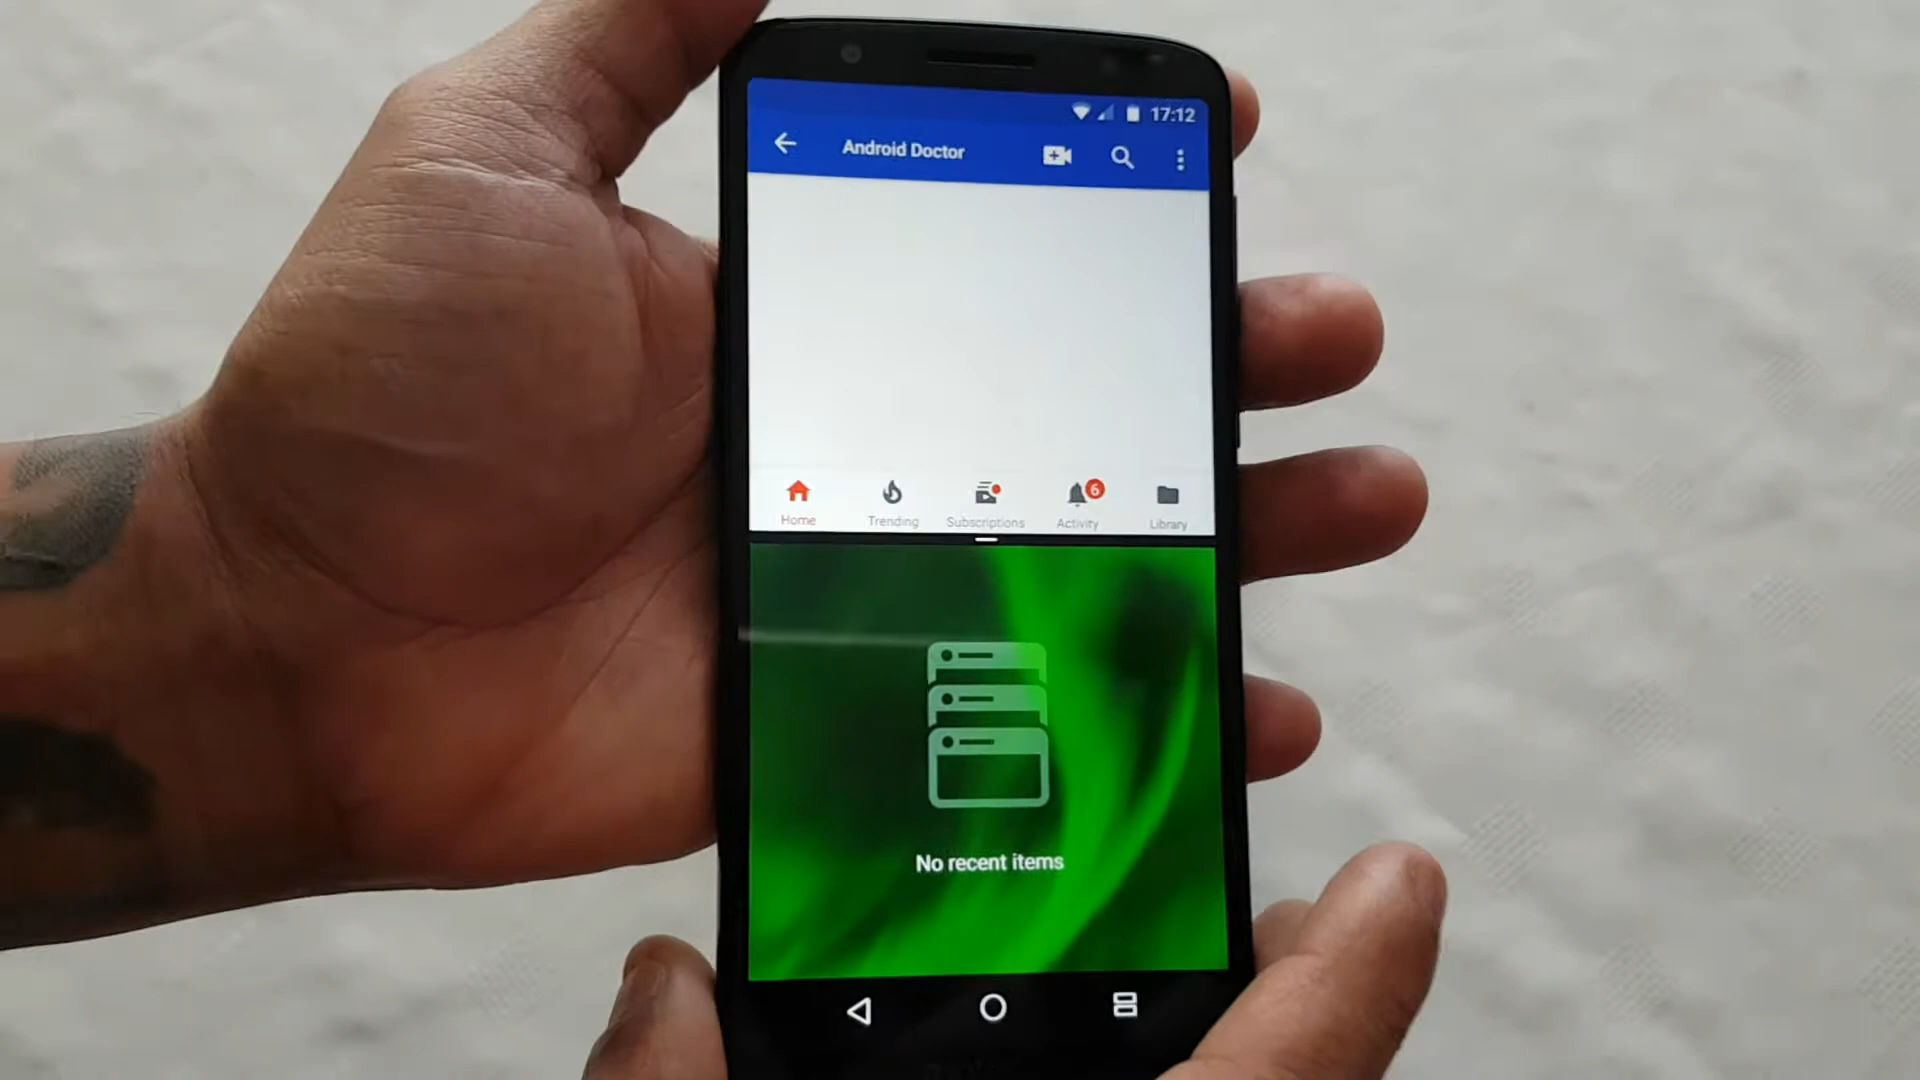 17:12
Android Doctor
6
Home Trending Subscriptions Activity Library
No recent items